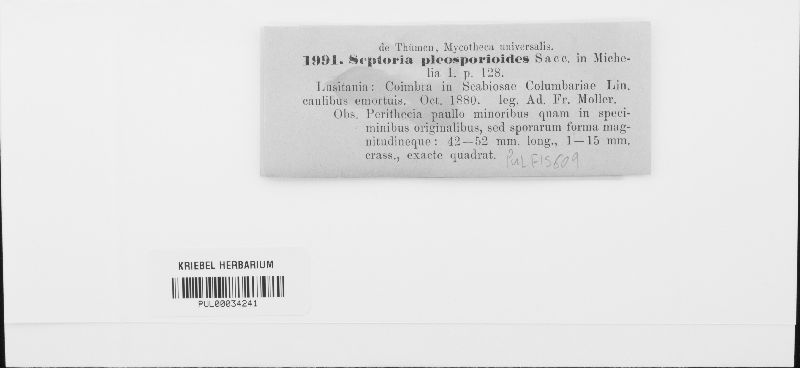 de Thümen, Mycotheca universalis.
1991. Septoria pleosporioides Sacc. in Miche-
lia I. p. 128.
Lusitania: Coimbra in Scabiosae Columbariae Lin.
caulibus emortuis. Oct. 1880. leg. Ad. Fr. Moller.
Obs. Perithecia paullo minoribus quam in speci-
minibus originalibus, sed sporarum forma mag-
nitudineque: 42—52 mm. long., 1—15 mm.
crass., exacte quadrat. PUL F15609
KRIEBEL HERBARIUM
PUL00034241